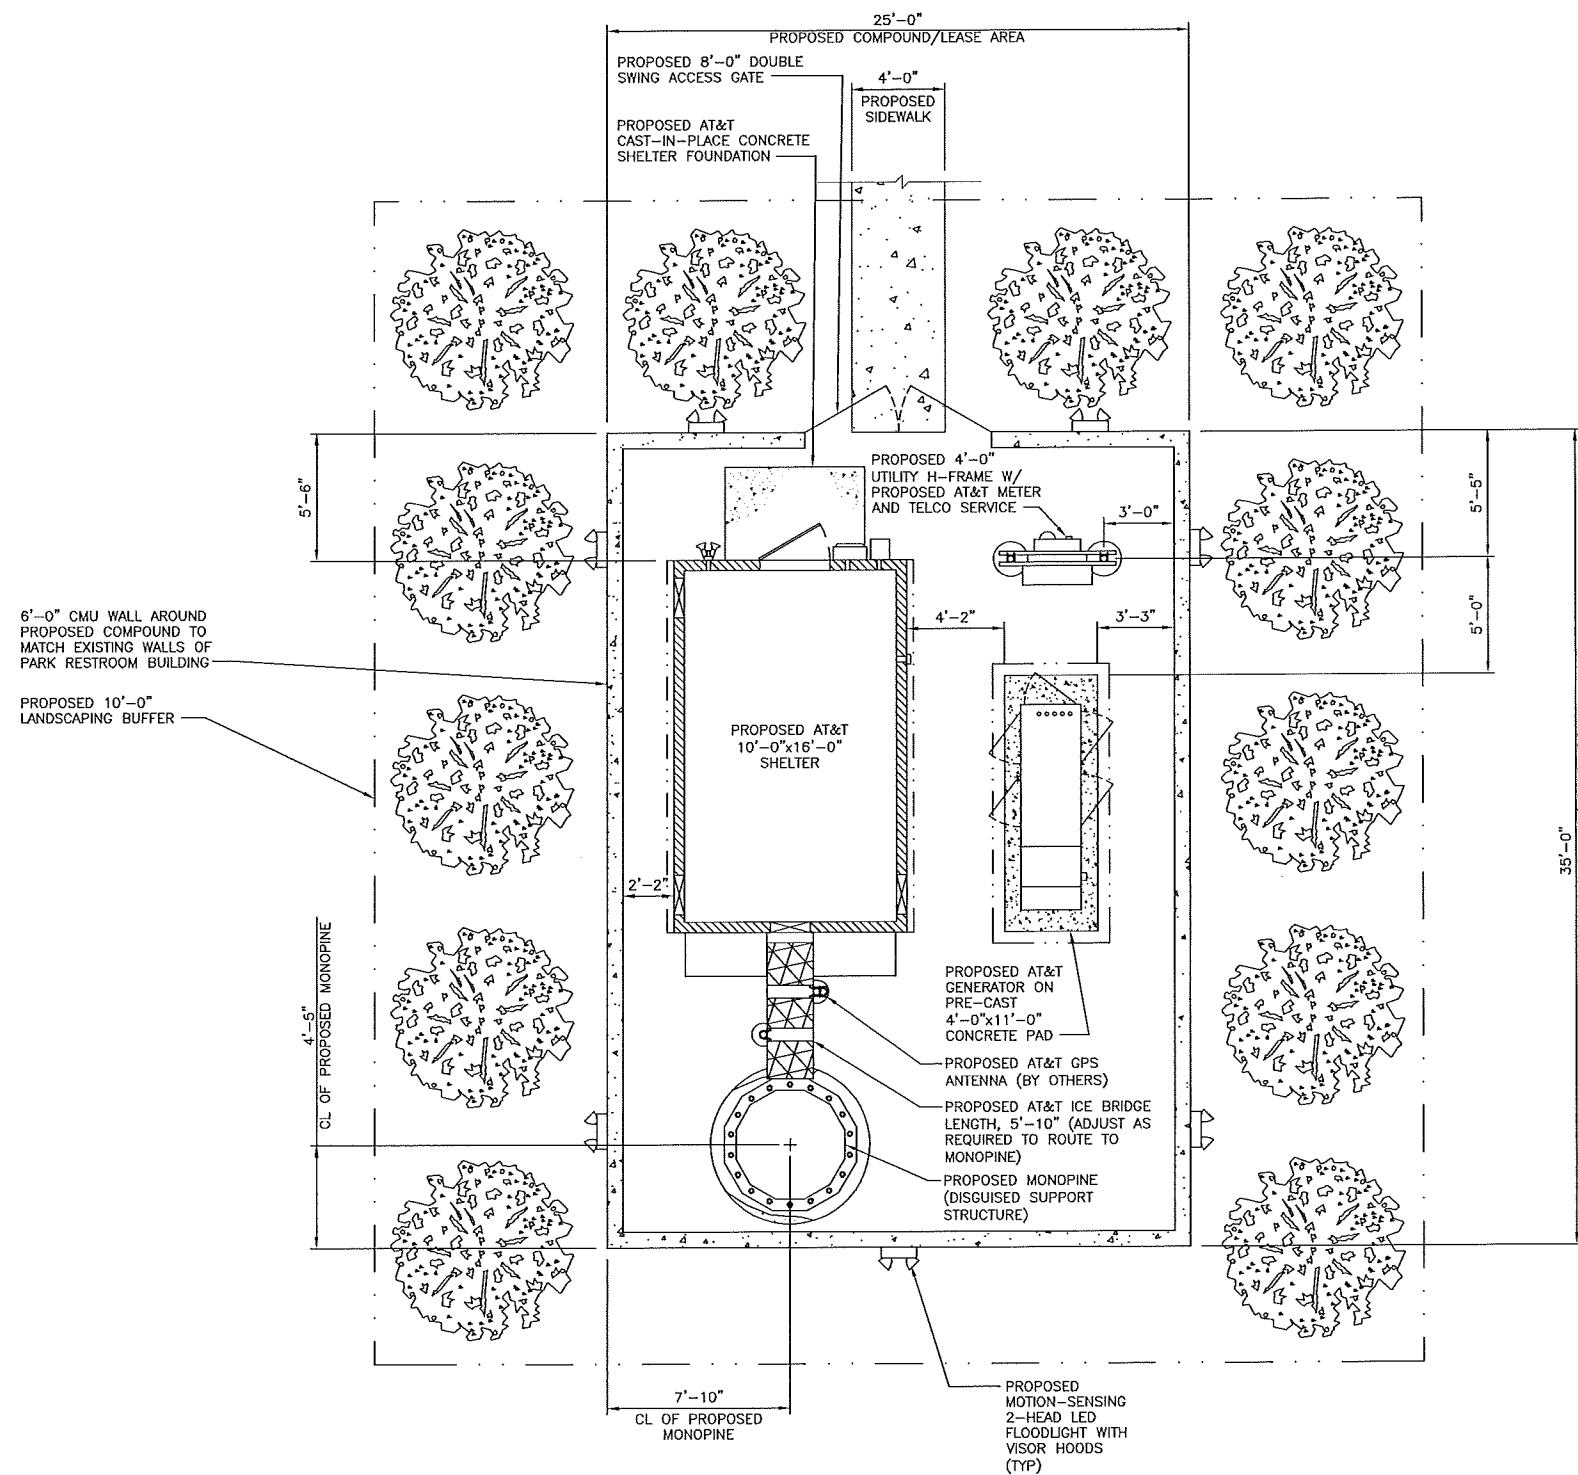 25'-0"
PROPOSED COMPOUND/LEASE AREA
PROPOSED 8'-0" DOUBLE
SWING ACCESS GATE
4'-0"
PROPOSED
SIDEWALK
PROPOSED AT&T
CAST-IN-PLACE CONCRETE
SHELTER FOUNDATION
5'-6"
PROPOSED 4'-0"
UTILITY H-FRAME W/
PROPOSED AT&T METER
AND TELCO SERVICE
3'-0"
5'-5"
5'-0"
6'-0" CMU WALL AROUND
PROPOSED COMPOUND TO
MATCH EXISTING WALLS OF
PARK RESTROOM BUILDING
4'-2"
3'-3"
PROPOSED 10'-0"
LANDSCAPING BUFFER
PROPOSED AT&T
10'-0"x16'-0"
SHELTER
35'-0"
2'-2"
4'-5"
CL OF PROPOSED MONOPINE
PROPOSED AT&T
GENERATOR ON
PRE-CAST
4'-0"x11'-0"
CONCRETE PAD
PROPOSED AT&T GPS
ANTENNA (BY OTHERS)
PROPOSED AT&T ICE BRIDGE
LENGTH, 5'-10" (ADJUST AS
REQUIRED TO ROUTE TO
MONOPINE)
PROPOSED MONOPINE
(DISGUISED SUPPORT
STRUCTURE)
7'-10"
CL OF PROPOSED
MONOPINE
PROPOSED
MOTION-SENSING
2-HEAD LED
FLOODLIGHT WITH
VISOR HOODS
(TYP)